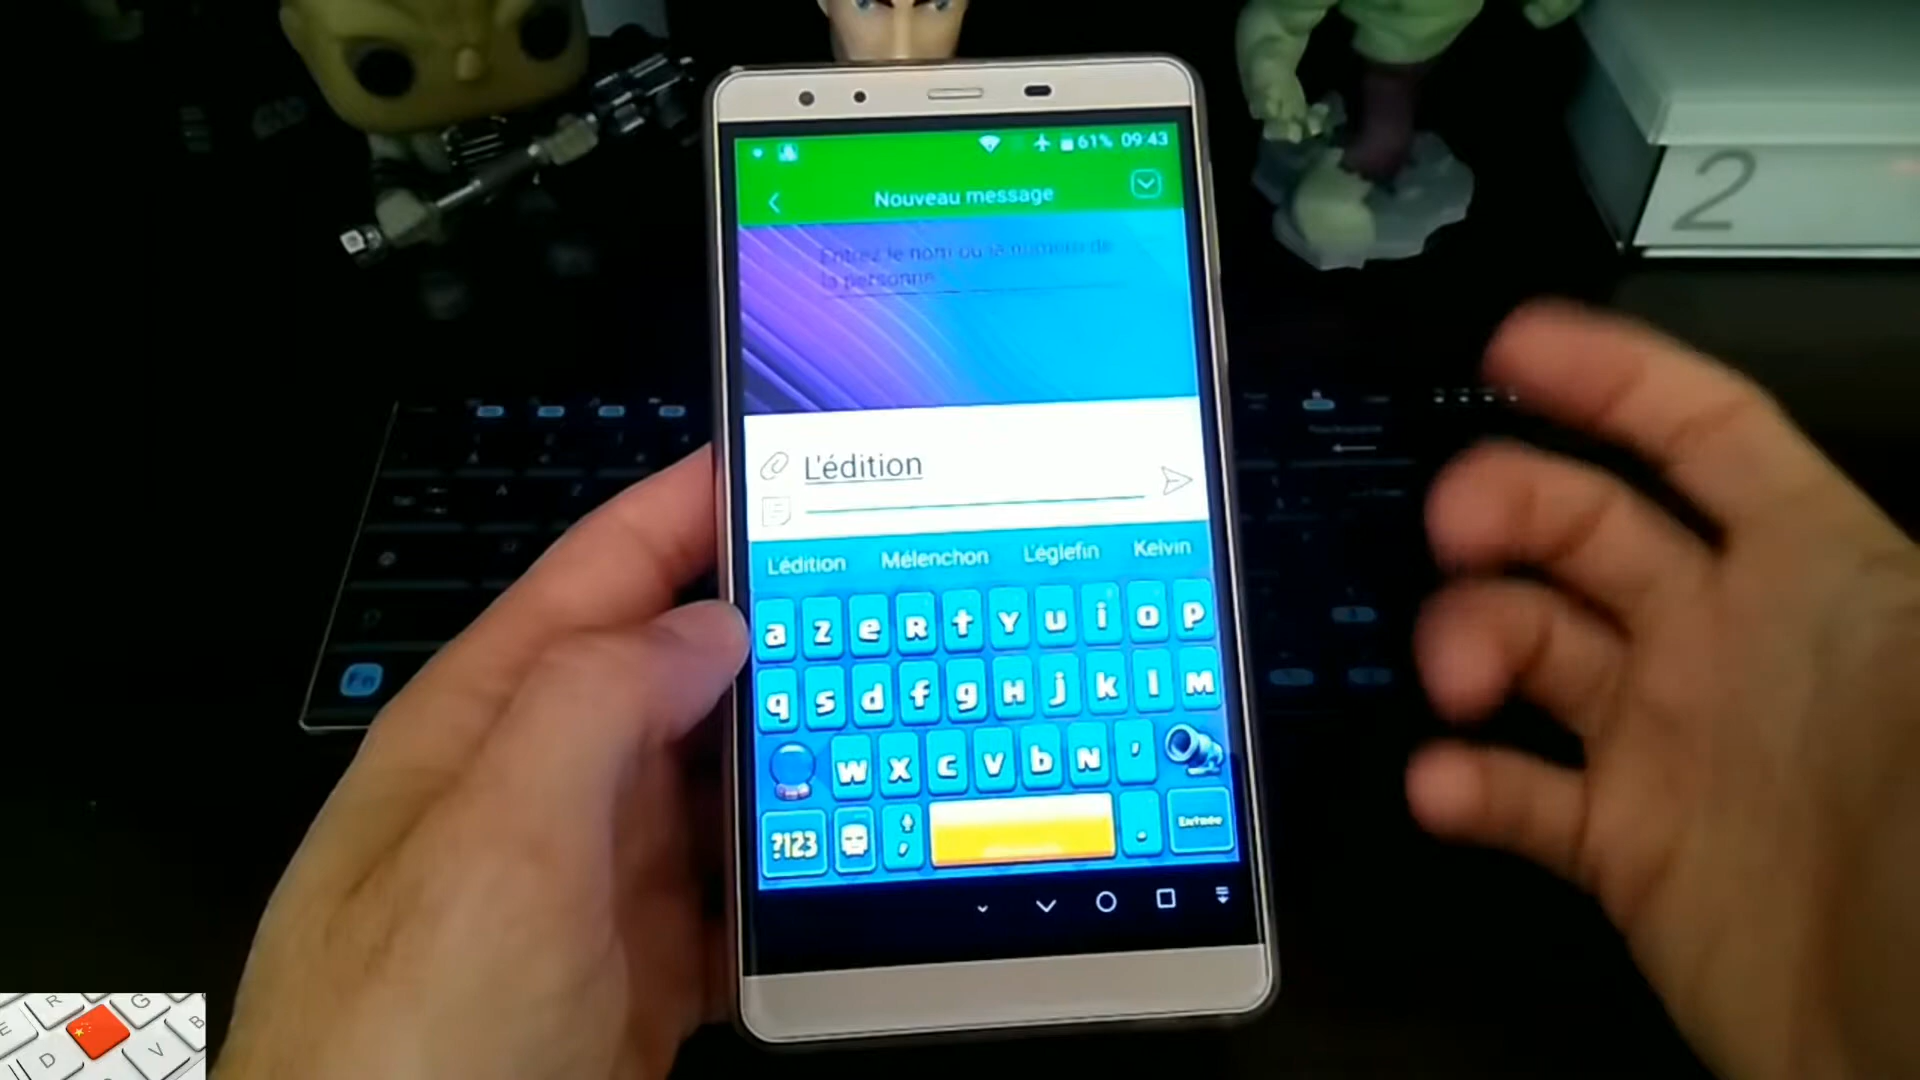 61% 09:43
Nouveau message
Entrez le nom ou le numéro de
la personne
L'édition
L'édition Mélenchon L'églefin Kelvin
a z e R t Y u i o p
q s d f g H j k l M
w x c v b N '
?123 , . Entrée
2
Fn
R G
E B
D V